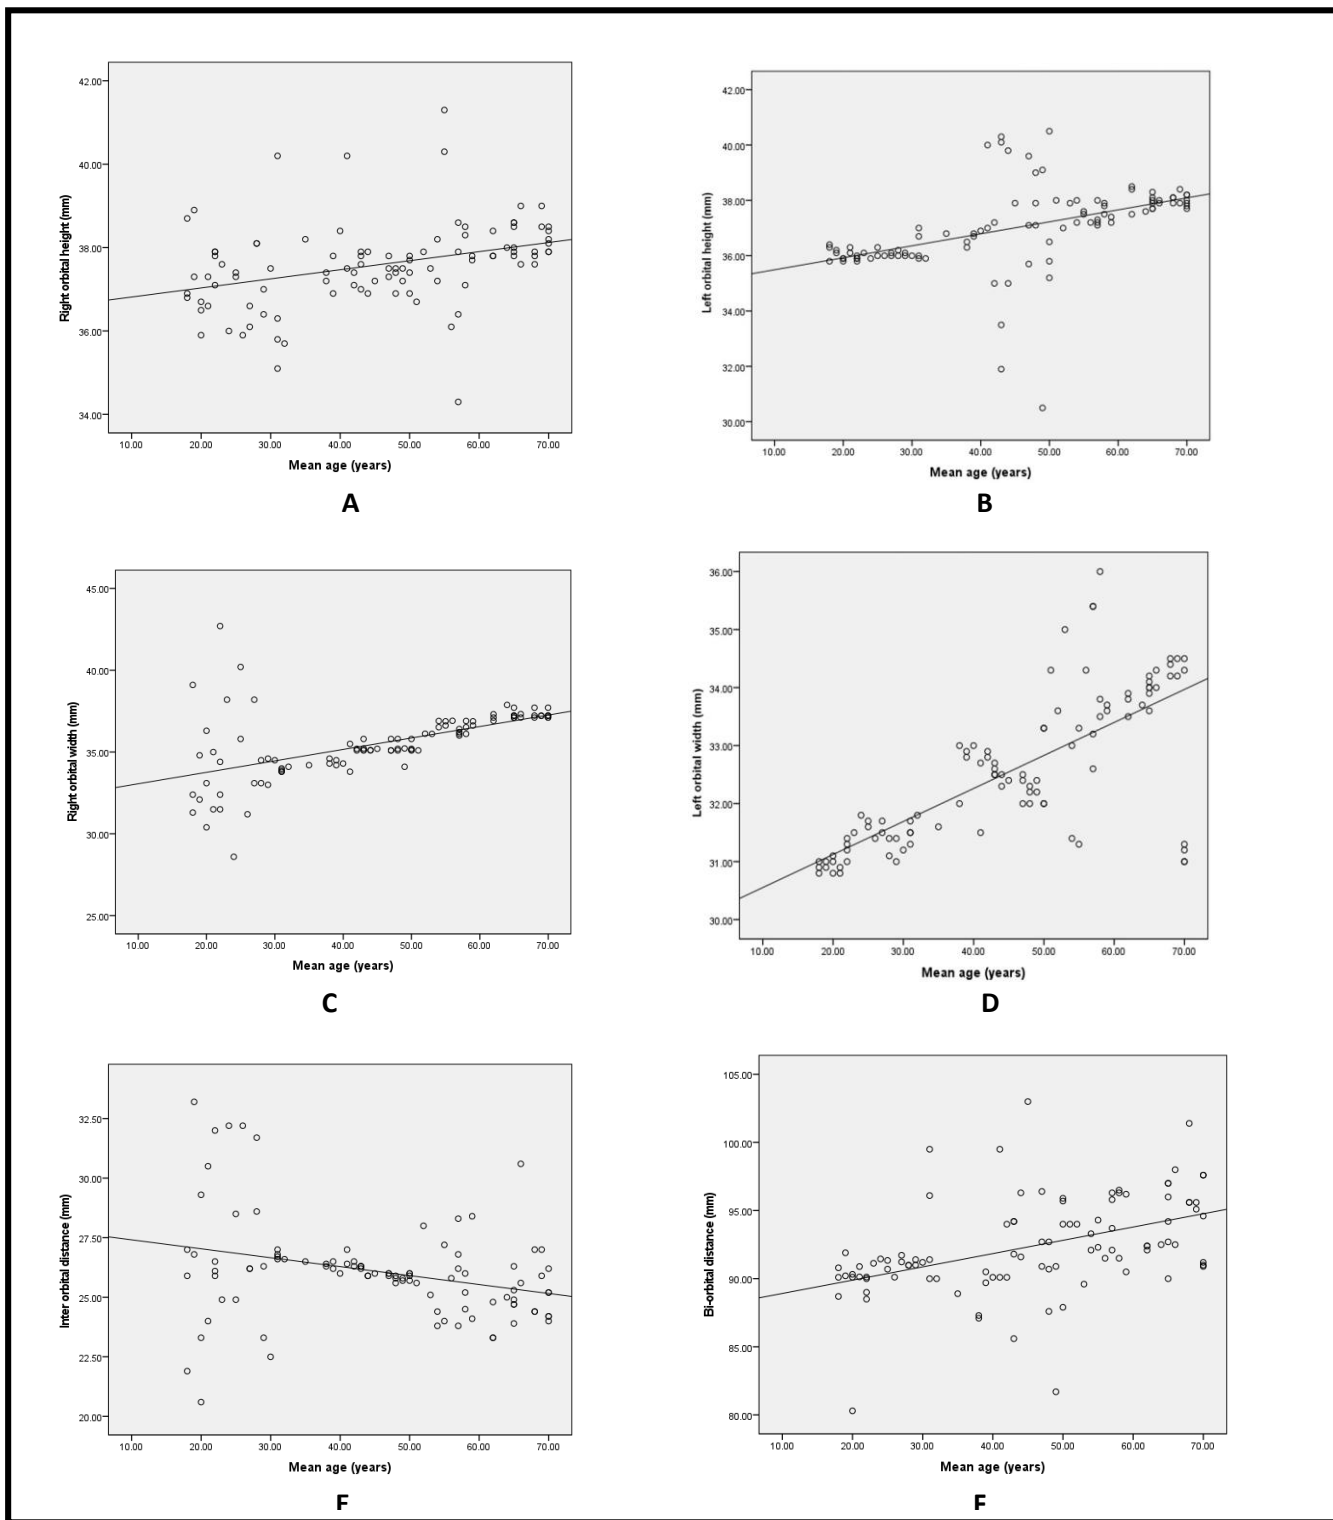 42.00
40.00
38.00
36.00
34.00
Right orbital height (mm)
10.00 20.00 30.00 40.00 50.00 60.00 70.00
Mean age (years)
A
42.00
40.00
38.00
36.00
34.00
32.00
30.00
Left orbital height (mm)
10.00 20.00 30.00 40.00 50.00 60.00 70.00
Mean age (years)
B
45.00
40.00
35.00
30.00
25.00
Right orbital width (mm)
10.00 20.00 30.00 40.00 50.00 60.00 70.00
Mean age (years)
C
36.00
35.00
34.00
33.00
32.00
31.00
30.00
Left orbital width (mm)
10.00 20.00 30.00 40.00 50.00 60.00 70.00
Mean age (years)
D
32.50
30.00
27.50
25.00
22.50
20.00
Inter orbital distance (mm)
10.00 20.00 30.00 40.00 50.00 60.00 70.00
Mean age (years)
105.00
100.00
95.00
90.00
85.00
80.00
Bi-orbital distance (mm)
10.00 20.00 30.00 40.00 50.00 60.00 70.00
Mean age (years)